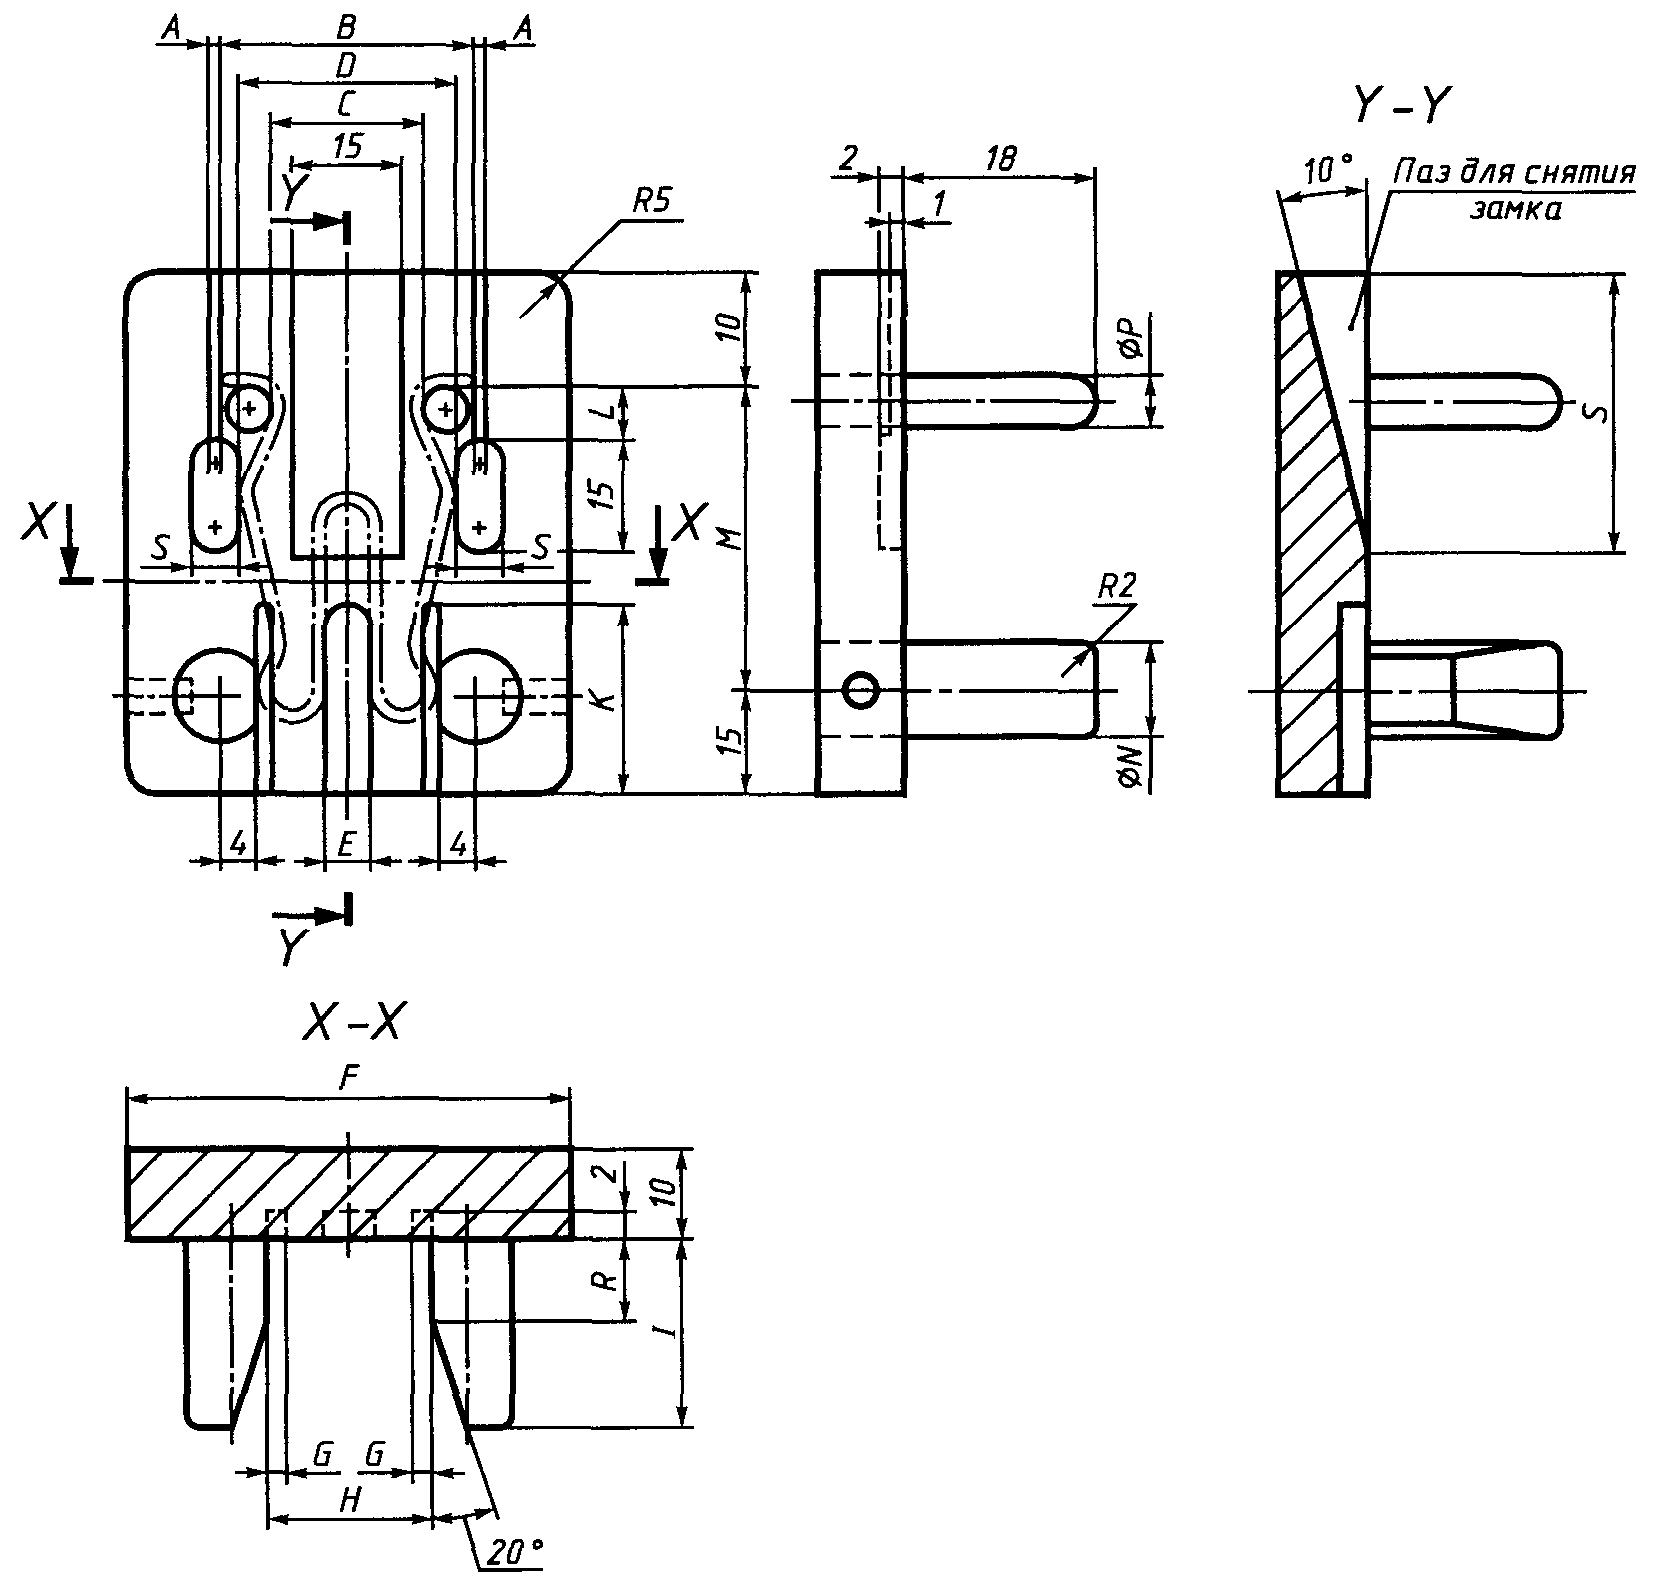 A B A
D
C
15
Y
R5
10
L
15
M
X X
S S
K
15
4 E 4
Y
2 18
1
ØP
R2
ØN
Y – Y
10°
Паз для снятия
замка
S
X – X
F
2
10
R
I
G G
H
20°